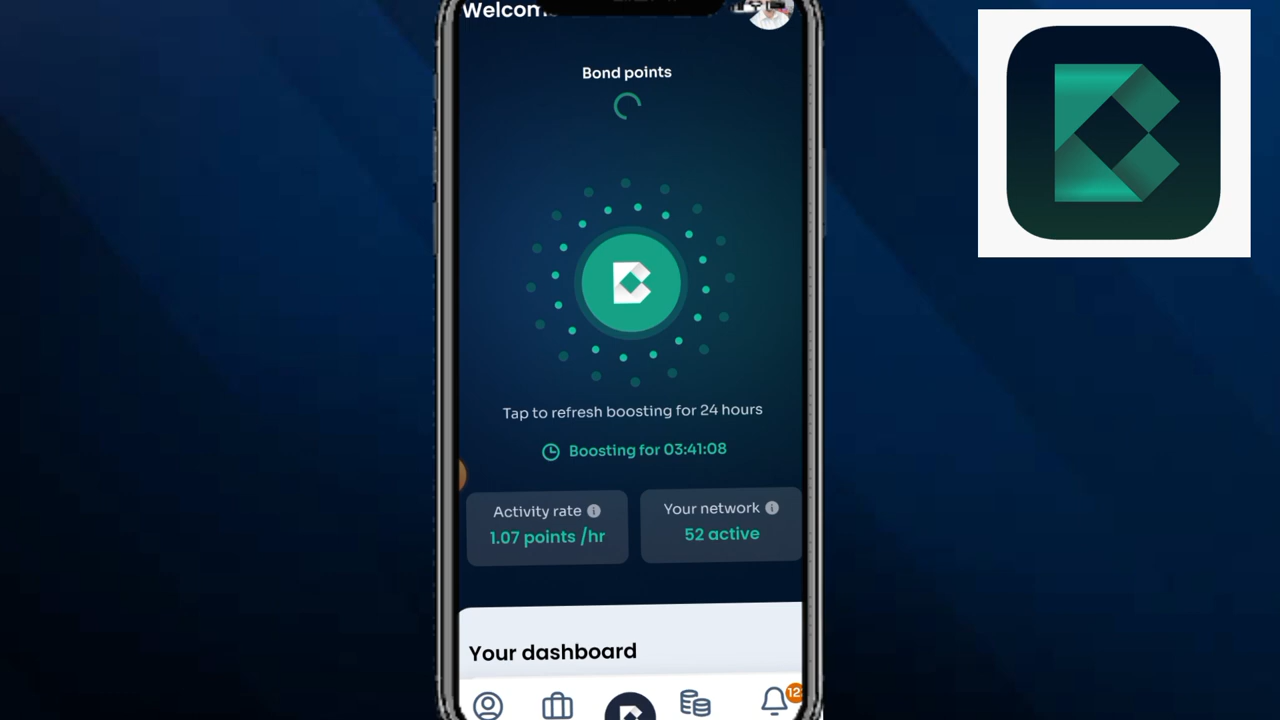 Welcom
Bond points
Tap to refresh boosting for 24 hours
Boosting for 03:41:08
Activity rate
1.07 points /hr
Your network
52 active
Your dashboard